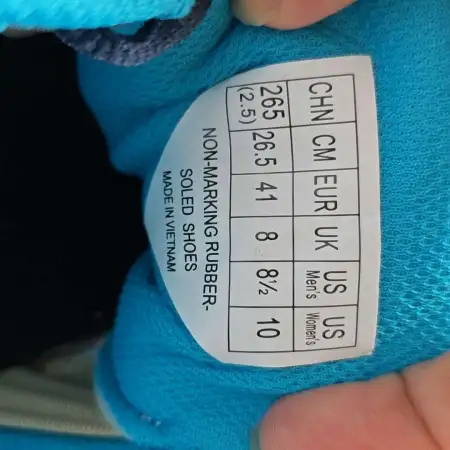 CHN CM EUR UK US Men's US Women's
265 (2.5) 26.5 41 8 8½ 10
NON-MARKING RUBBER-
SOLED SHOES
MADE IN VIETNAM